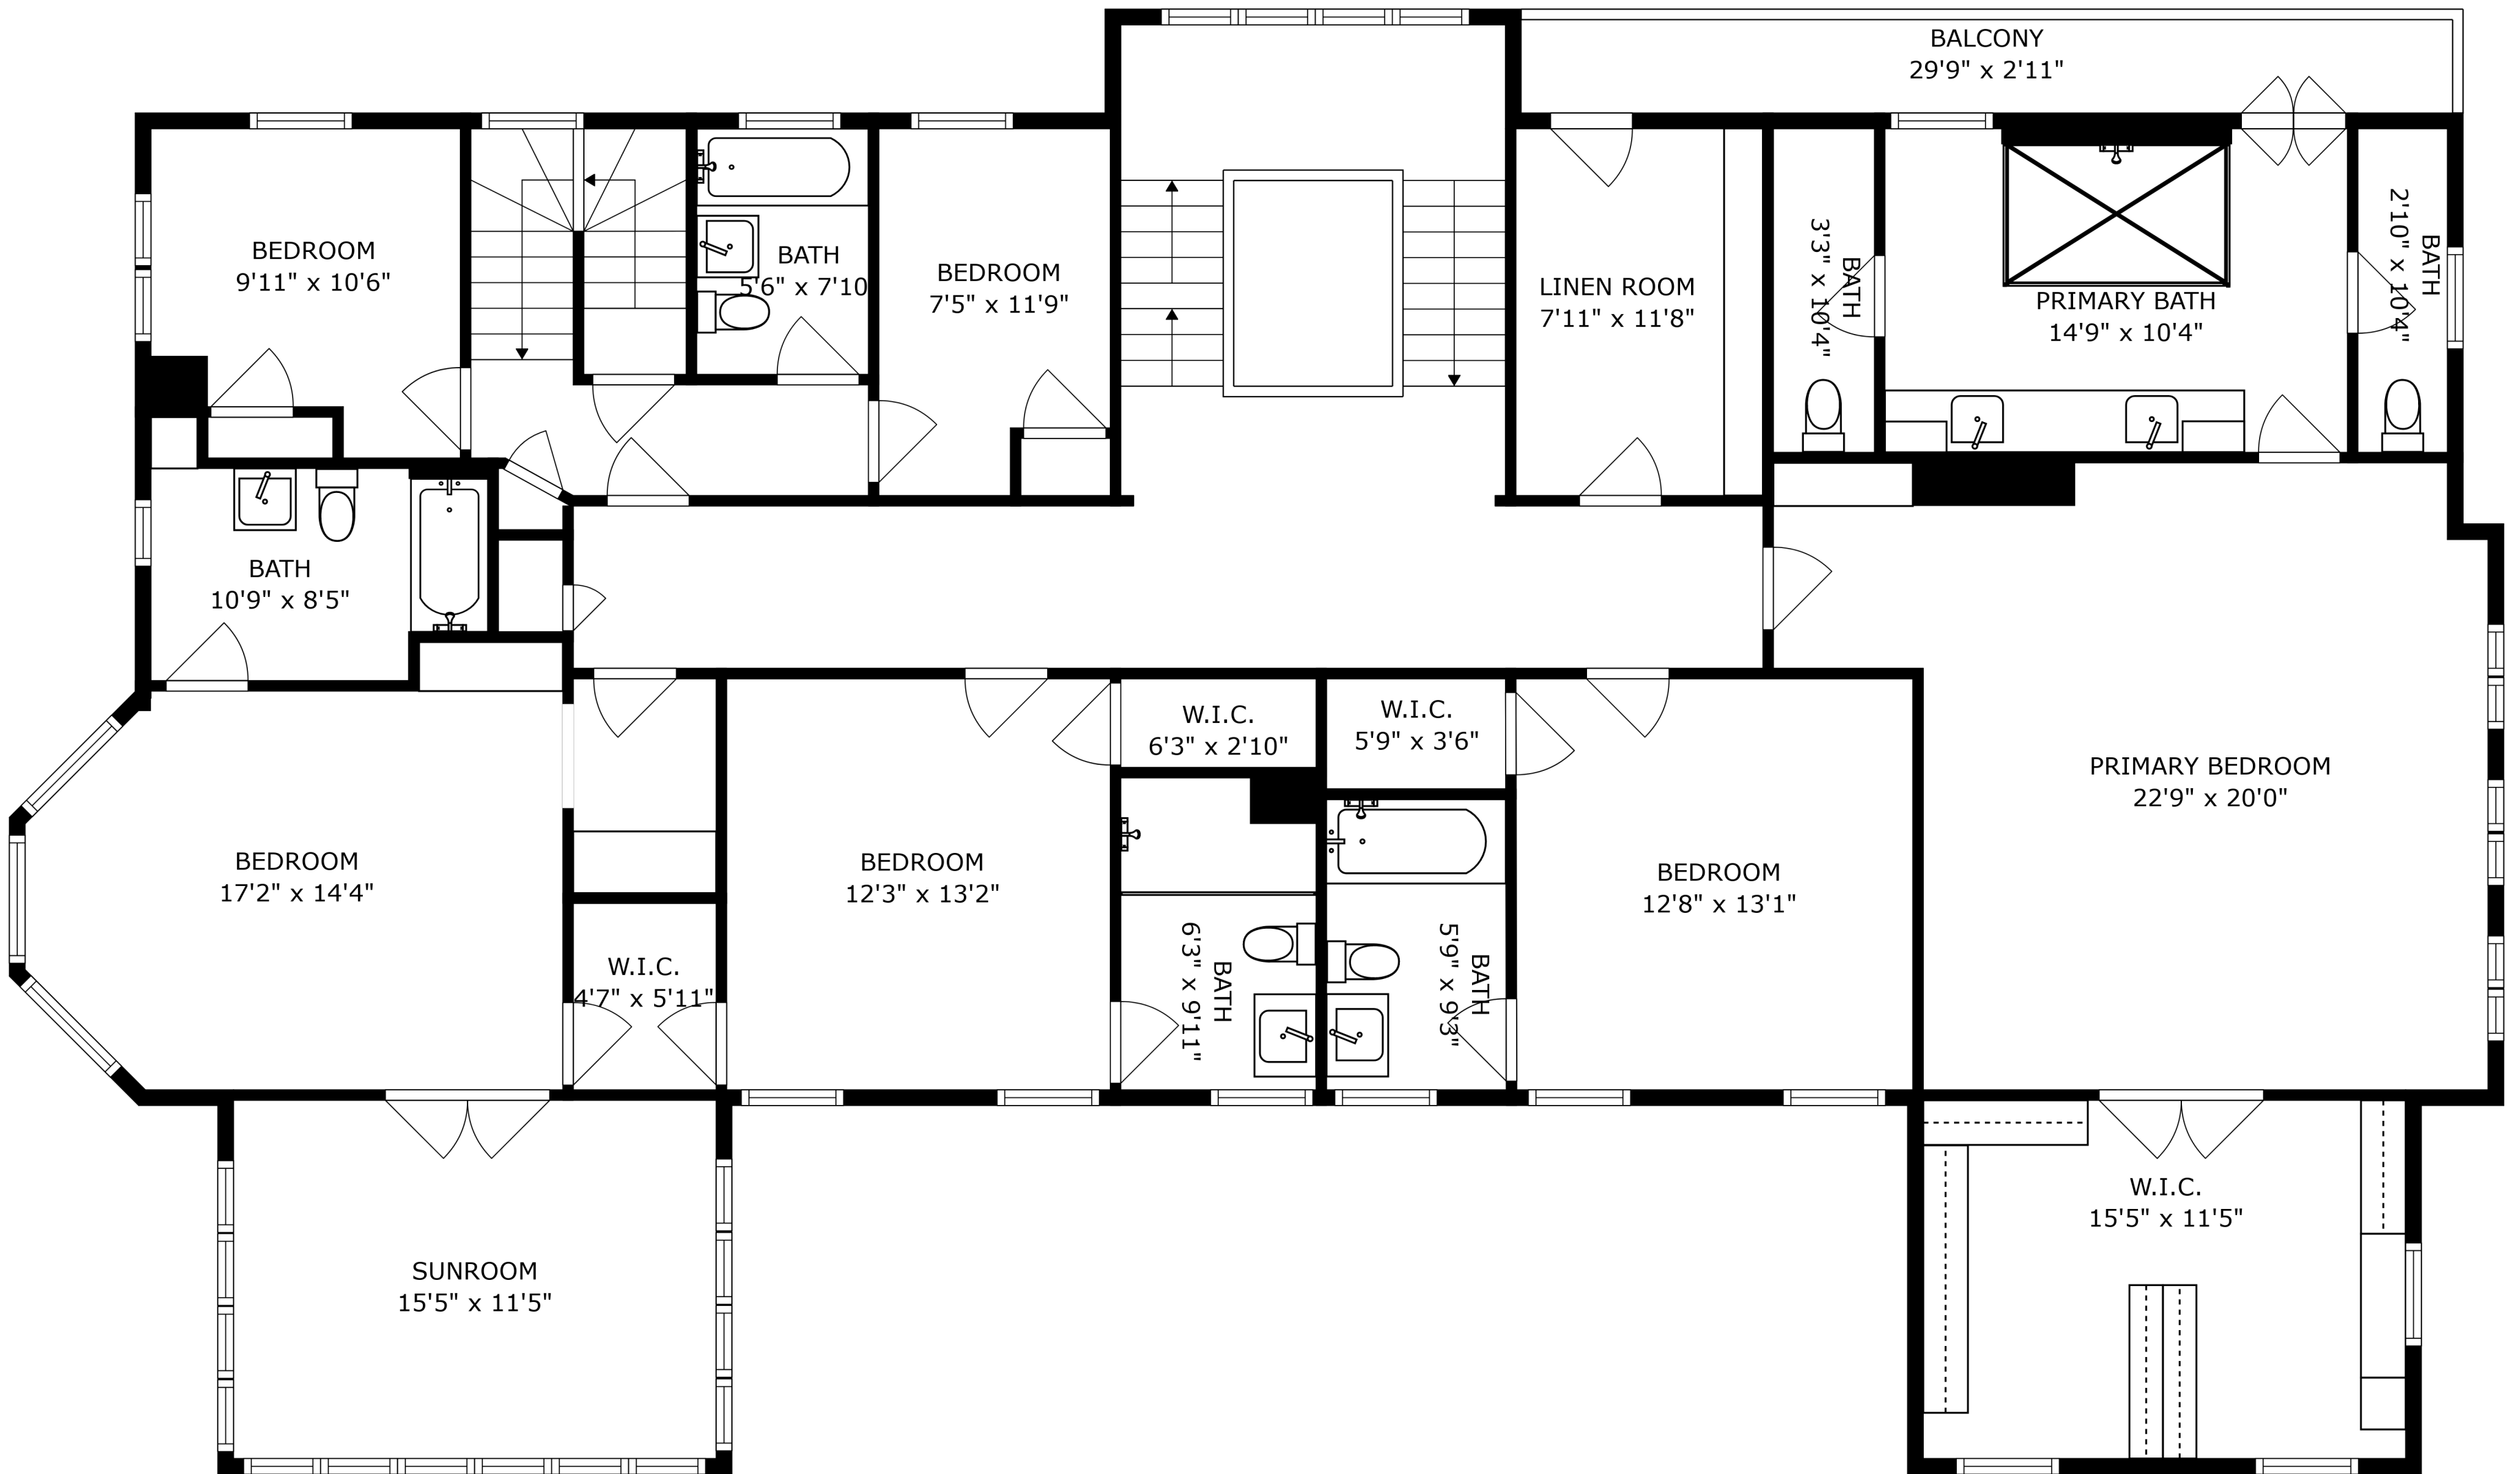 BALCONY
29'9" x 2'11"
BEDROOM
9'11" x 10'6"
BATH
5'6" x 7'10
BEDROOM
7'5" x 11'9"
LINEN ROOM
7'11" x 11'8"
BATH
3'3" x 10'4"
PRIMARY BATH
14'9" x 10'4"
BATH
2'10" x 10'4"
BATH
10'9" x 8'5"
W.I.C.
6'3" x 2'10"
W.I.C.
5'9" x 3'6"
PRIMARY BEDROOM
22'9" x 20'0"
BEDROOM
17'2" x 14'4"
BEDROOM
12'3" x 13'2"
BEDROOM
12'8" x 13'1"
W.I.C.
4'7" x 5'11"
BATH
6'3" x 9'11"
BATH
5'9" x 9'3"
W.I.C.
15'5" x 11'5"
SUNROOM
15'5" x 11'5"